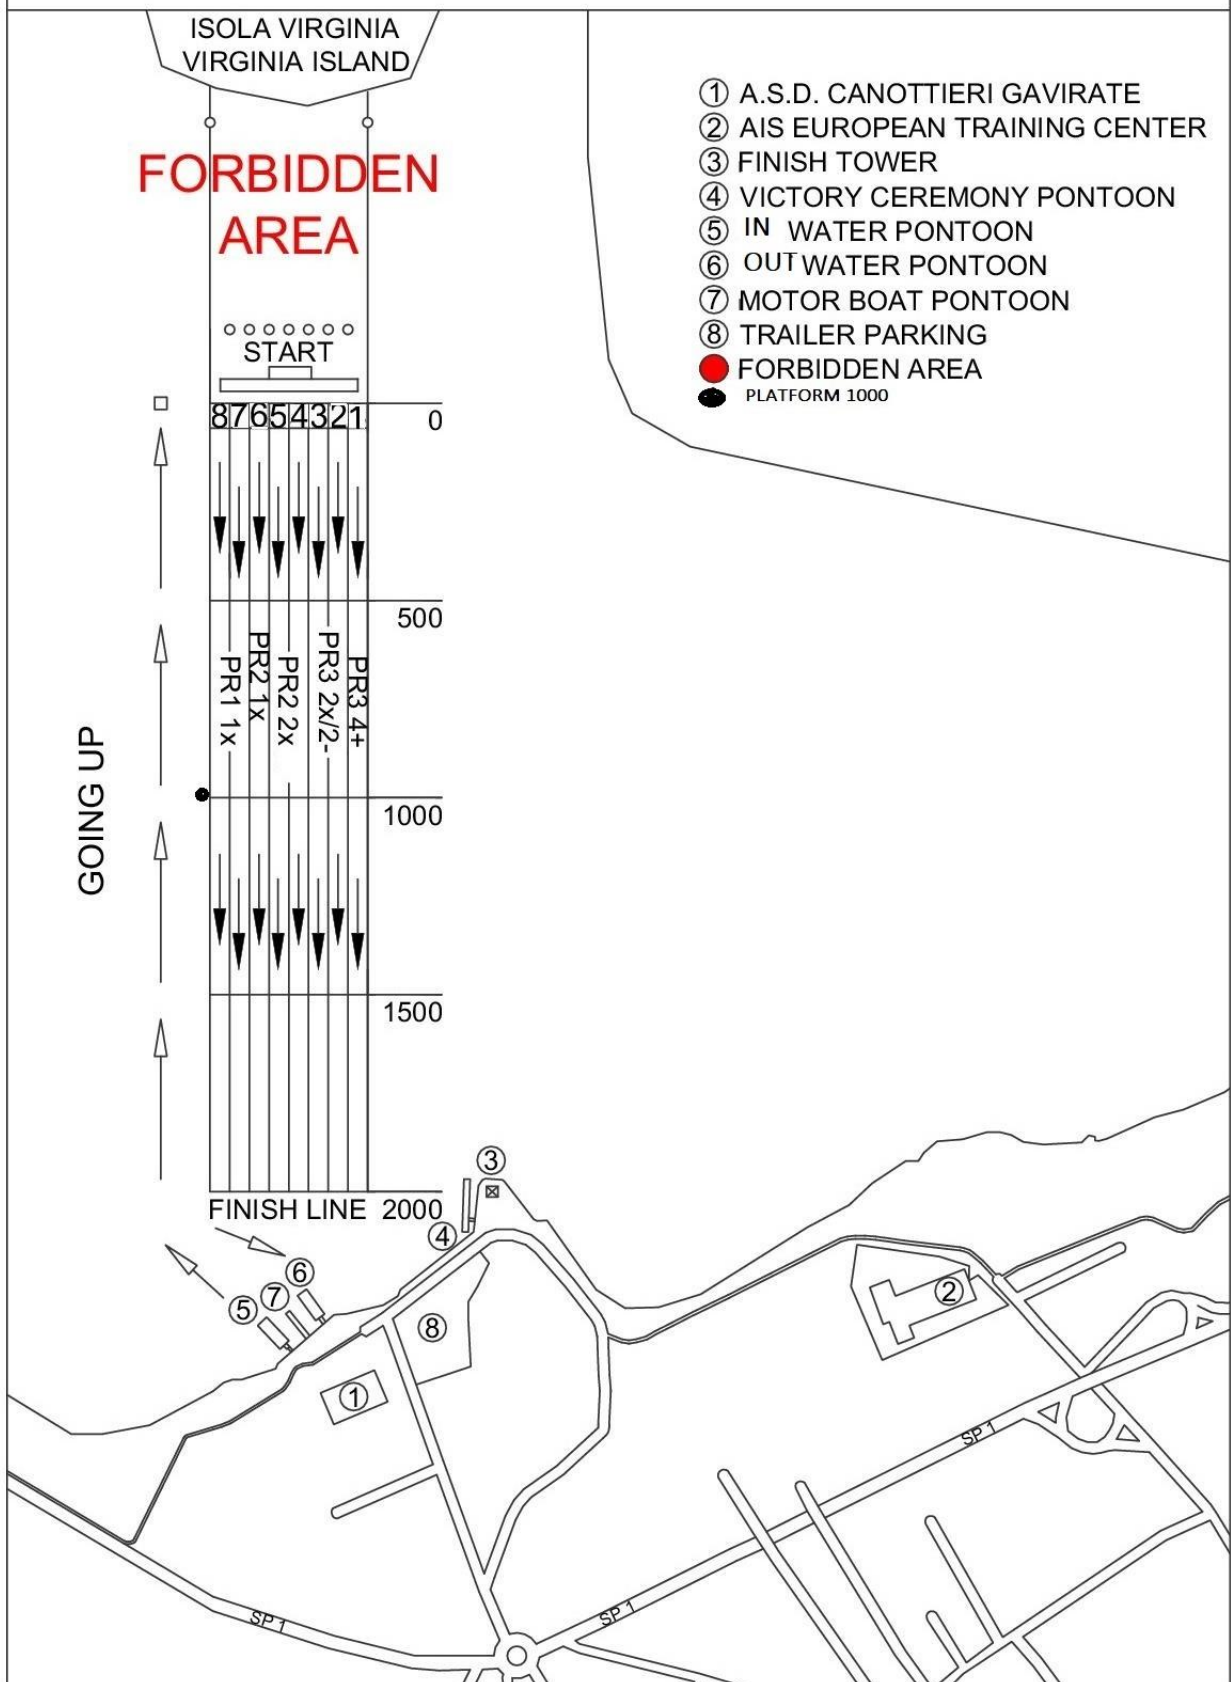 ISOLA VIRGINIA
VIRGINIA ISLAND
FORBIDDEN
AREA
① A.S.D. CANOTTIERI GAVIRATE
② AIS EUROPEAN TRAINING CENTER
③ FINISH TOWER
④ VICTORY CEREMONY PONTOON
⑤ IN WATER PONTOON
⑥ OUT WATER PONTOON
⑦ MOTOR BOAT PONTOON
⑧ TRAILER PARKING
FORBIDDEN AREA
PLATFORM 1000
START
8 7 6 5 4 3 2 1
0
500
PR1 1x
PR2 1x
PR2 2x
PR3 2x/2-
PR3 4+
GOING UP
1000
1500
FINISH LINE 2000
③
④
⑥
⑦
⑤
⑧
①
②
SP 1
SP 1
SP 1